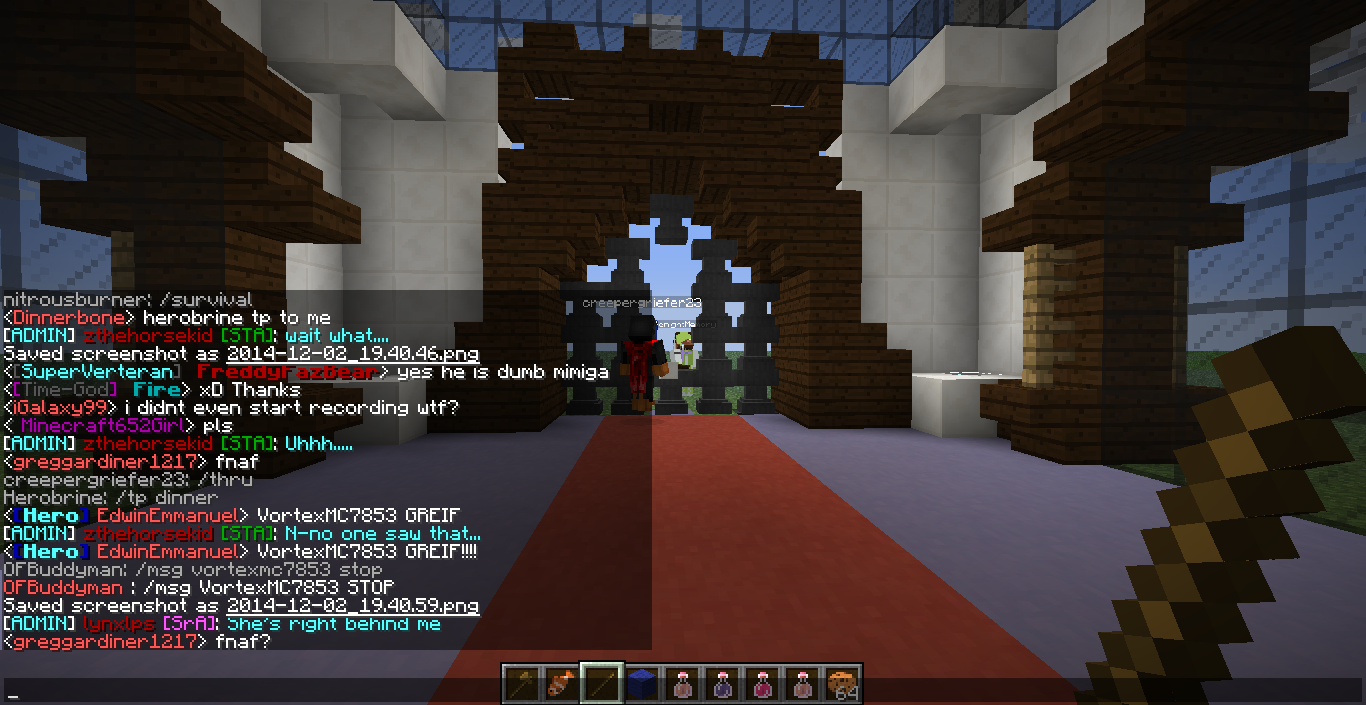 creepergriefer23
nitrousburner: /survival
<Dinnerbone> herobrine tp to me
[ADMIN] zthehorsekid [STA]: wait what....
Saved screenshot as 2014-12-02_19.40.46.png
<[SuperVerteran] FreddyFazBear> yes he is dumb mimiga
<[Time-God] Fire> xD Thanks
<iGalaxy99> i didnt even start recording wtf?
< Minecraft652Girl> pls
[ADMIN] zthehorsekid [STA]: Uhhh.....
<greggardiner1217> fnaf
creepergriefer23: /thru
Herobrine: /tp dinner
<[Hero] EdwinEmmanuel> VortexMC7853 GREIF
[ADMIN] zthehorsekid [STA]: N-no one saw that...
<[Hero] EdwinEmmanuel> VortexMC7853 GREIF!!!!
OFBuddyman: /msg vortexmc7853 stop
OFBuddyman : /msg VortexMC7853 STOP
Saved screenshot as 2014-12-02_19.40.59.png
[ADMIN] lynxlps [SrA]: She's right behind me
<greggardiner1217> fnaf?
_
64